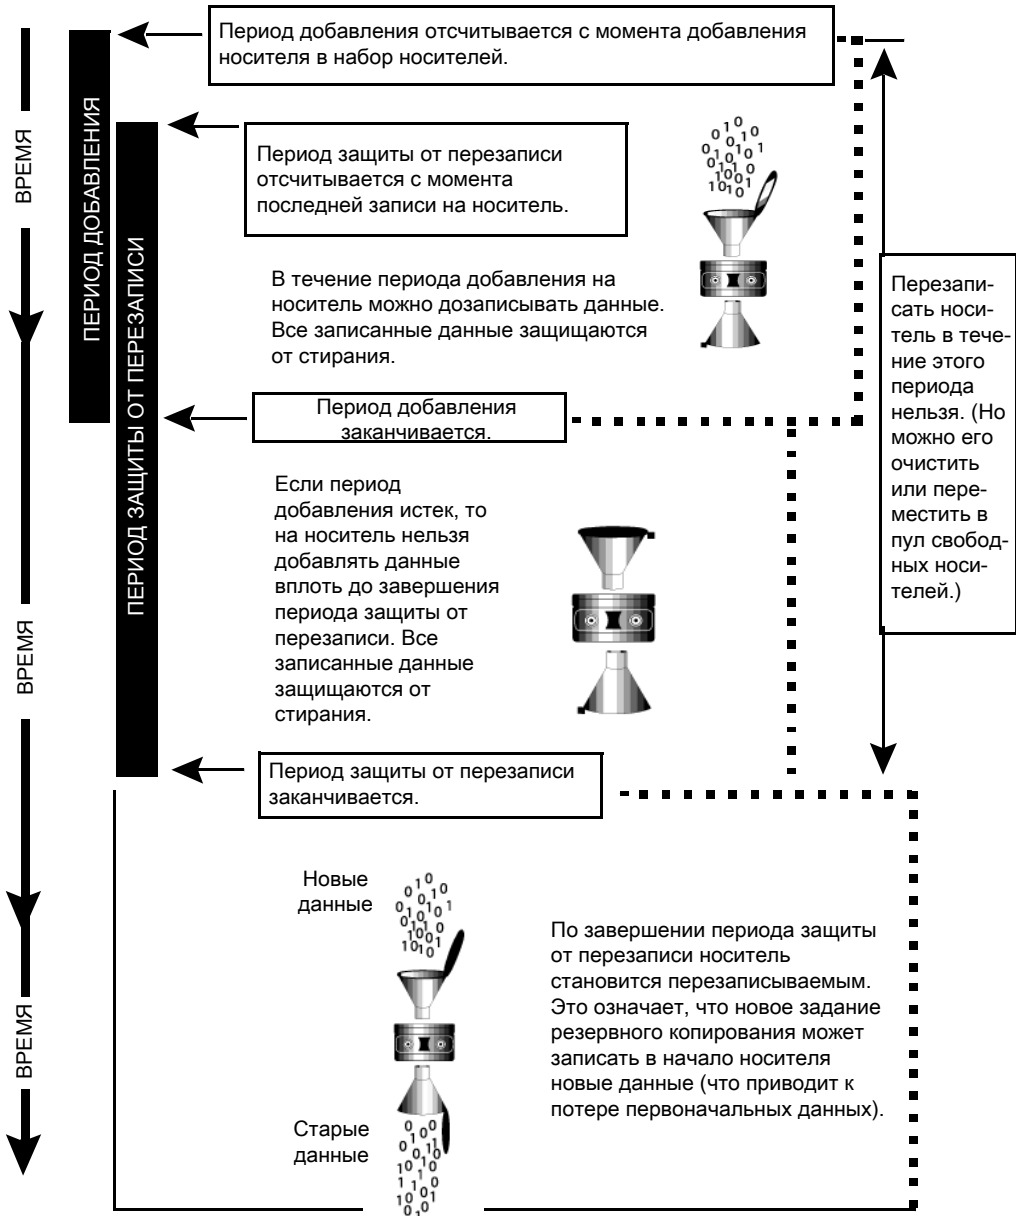 Период добавления отсчитывается с момента добавления
носителя в набор носителей.
ВРЕМЯ
ПЕРИОД ДОБАВЛЕНИЯ
ПЕРИОД ЗАЩИТЫ ОТ ПЕРЕЗАПИСИ
Период защиты от перезаписи
отсчитывается с момента
последней записи на носитель.
В течение периода добавления на
носитель можно дозаписывать данные.
Все записанные данные защищаются
от стирания.
Перезапи-
сать носи-
тель в тече-
ние этого
периода
нельзя. (Но
можно его
очистить
или пере-
местить в
пул свобод-
ных носи-
телей.)
Период добавления
заканчивается.
Если период
добавления истек, то
на носитель нельзя
добавлять данные
вплоть до завершения
периода защиты от
перезаписи. Все
записанные данные
защищаются от
стирания.
ВРЕМЯ
Период защиты от перезаписи
заканчивается.
Новые
данные
По завершении периода защиты
от перезаписи носитель
становится перезаписываемым.
Это означает, что новое задание
резервного копирования может
записать в начало носителя
новые данные (что приводит к
потере первоначальных данных).
ВРЕМЯ
Старые
данные